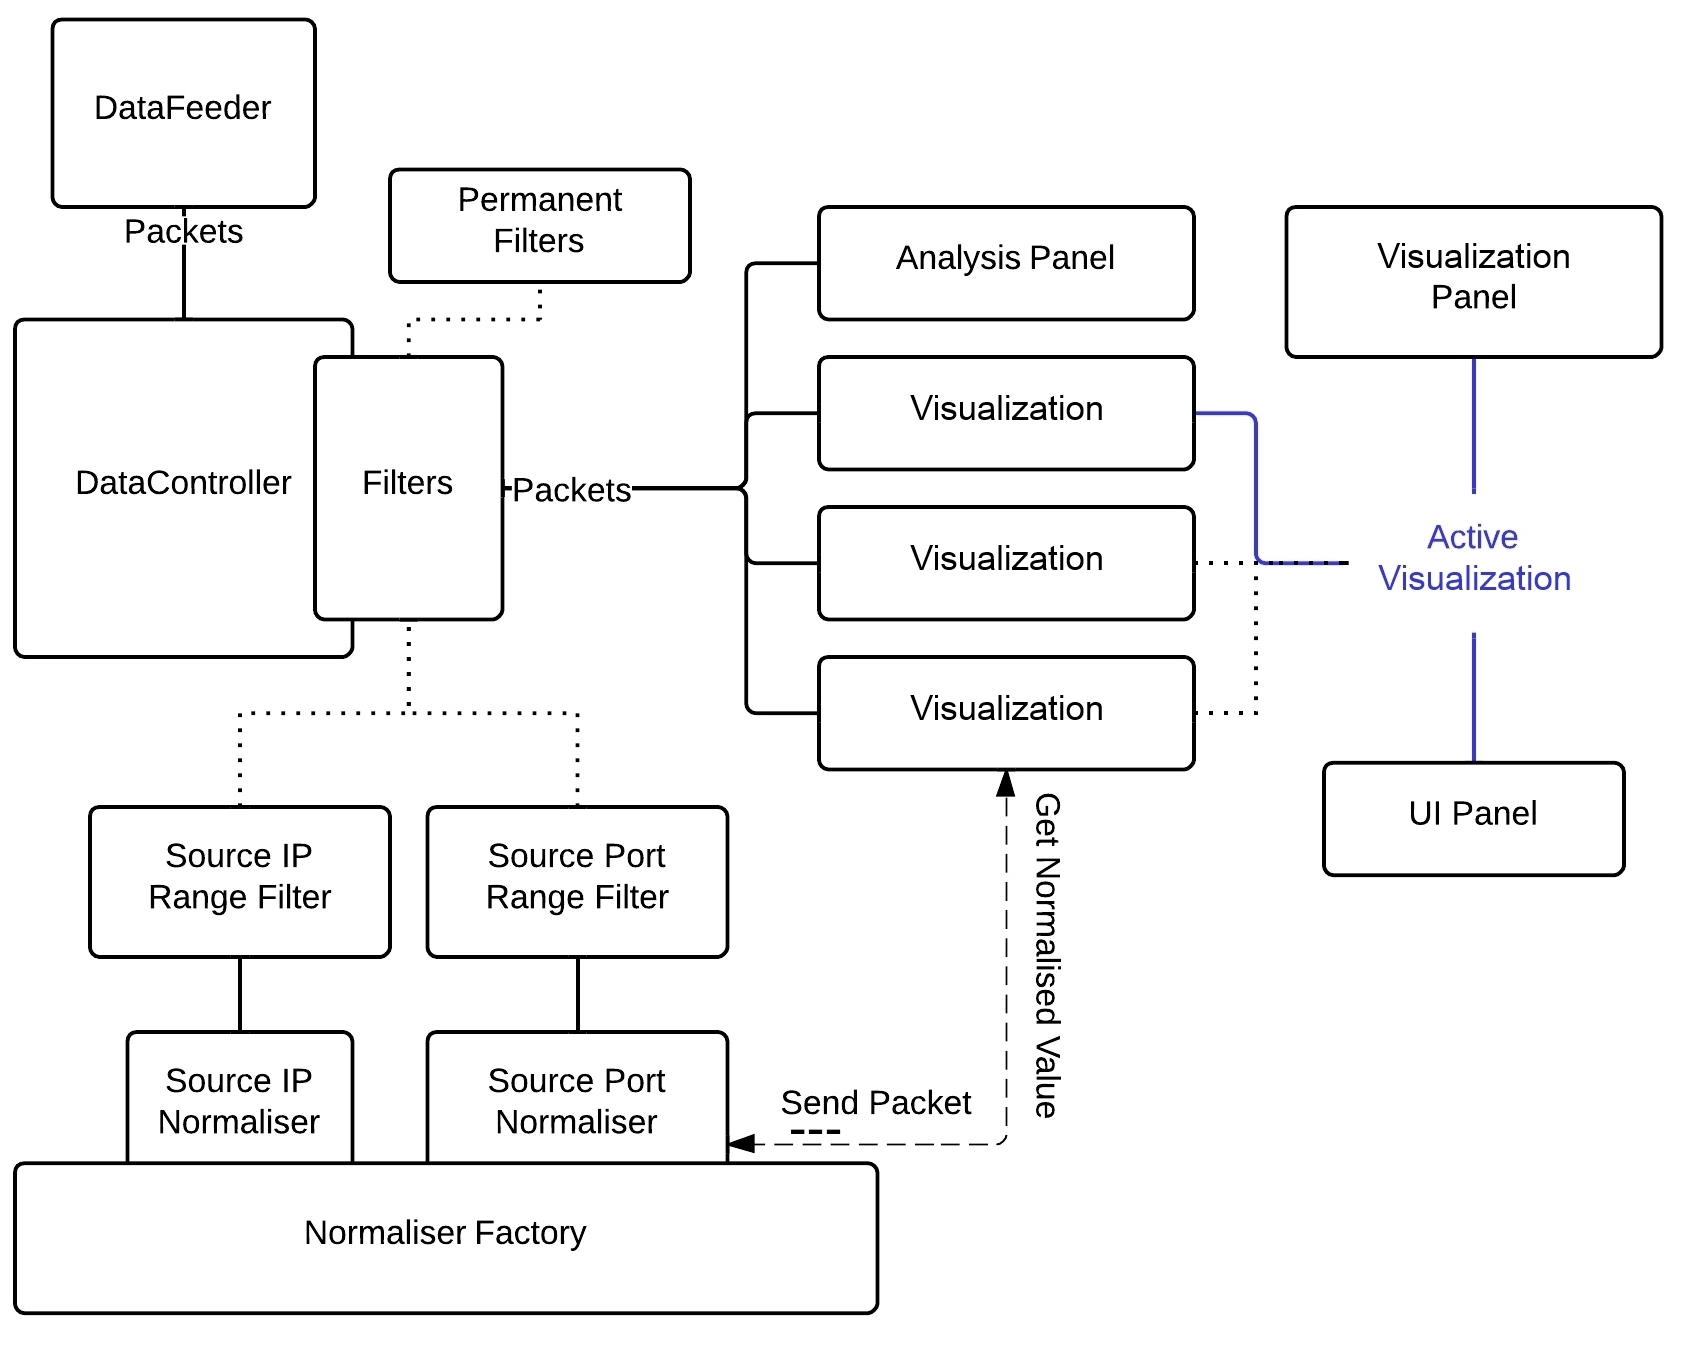 DataFeeder
Packets
Permanent
Filters
DataController
Filters
Packets
Analysis Panel
Visualization
Visualization
Visualization
Visualization
Panel
Active
Visualization
UI Panel
Source IP
Range Filter
Source Port
Range Filter
Source IP
Normaliser
Source Port
Normaliser
Send Packet
Get Normalised Value
Normaliser Factory